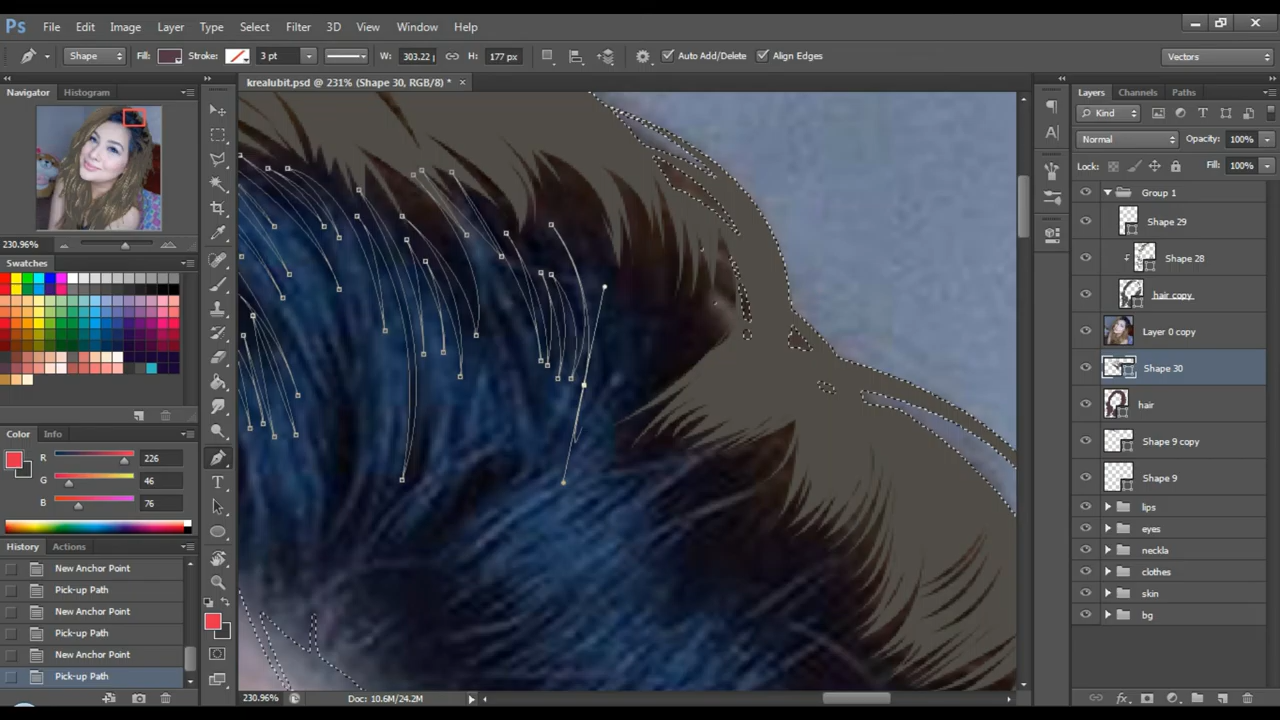 Ps File Edit Image Layer Type Select Filter 3D View Window Help
Shape Fill: Stroke: 3 pt W: 303.22 H: 177 px Auto Add/Delete Align Edges Vectors
Navigator Histogram
krealubit.psd @ 231% (Shape 30, RGB/8) * ×
Layers Channels Paths
Kind
Normal Opacity: 100%
Lock: Fill: 100%
Group 1
Shape 29
Shape 28
hair copy
Layer 0 copy
Shape 30
hair
Shape 9 copy
Shape 9
lips
eyes
neckla
clothes
skin
bg
230.96%
Swatches
Color Info
R 226
G 46
B 76
History Actions
New Anchor Point
Pick-up Path
New Anchor Point
Pick-up Path
New Anchor Point
Pick-up Path
230.96% Doc: 10.6M/24.2M